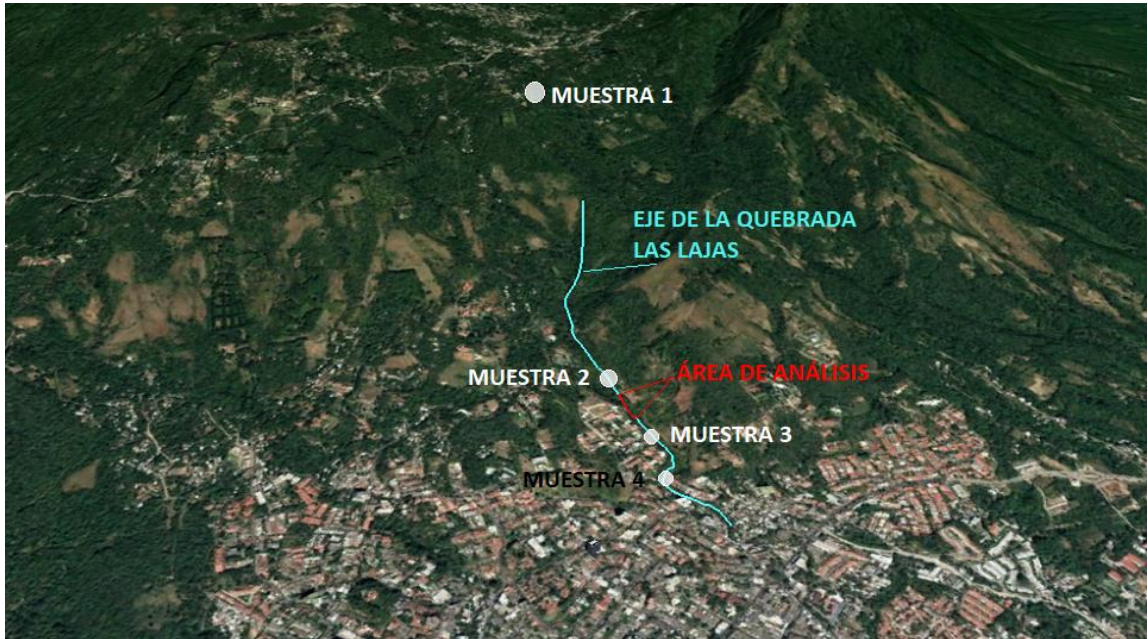 MUESTRA 1
EJE DE LA QUEBRADA
LAS LAJAS
MUESTRA 2
ÁREA DE ANÁLISIS
MUESTRA 3
MUESTRA 4